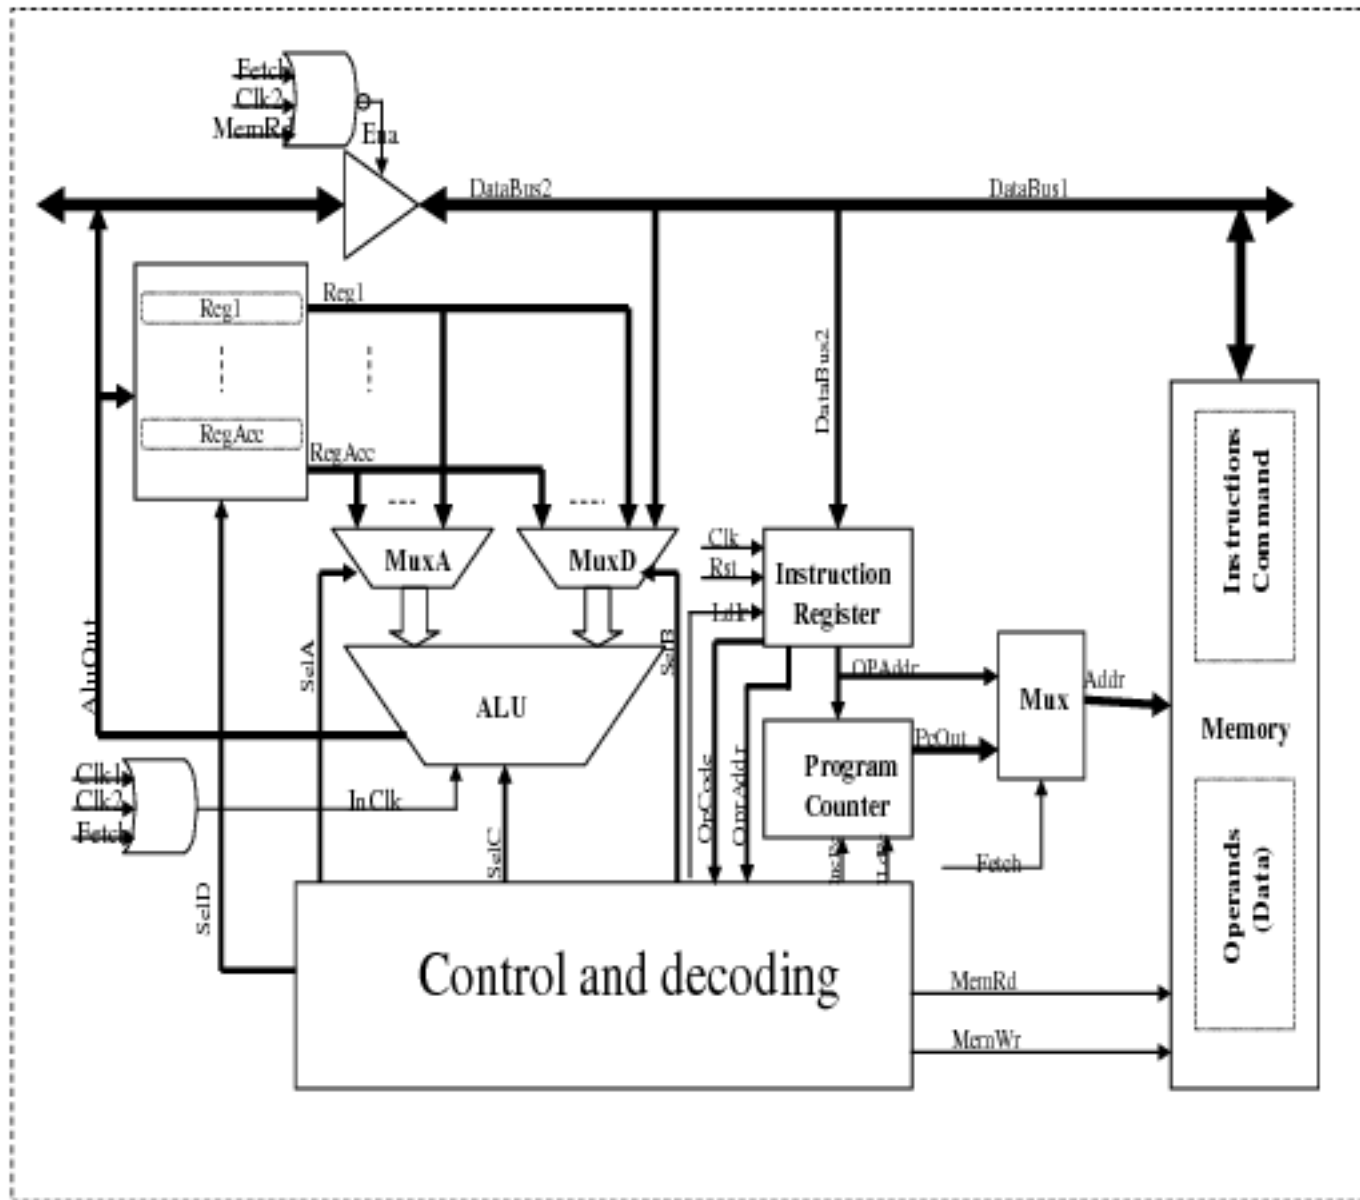 Fetch
Clk2
MemRd
Ena
DataBus2
DataBus1
Reg1
Reg1
RegAcc
RegAcc
DataBus2
Instructions
Command
MuxA
MuxD
Clk
Rst
LdIr
Instruction
Register
SelA
SelB
AluOut
ALU
OPAddr
Mux
Addr
Memory
PcOut
Program
Counter
OpCode
OprAddr
Clk1
Clk2
Fetch
InClk
SelC
Fetch
SelD
Operands
(Data)
Control and decoding
MemRd
MemWr